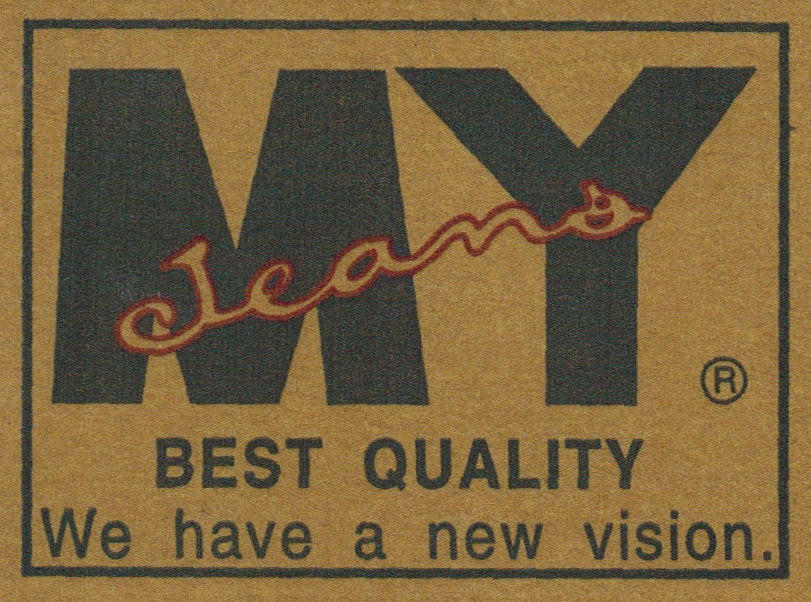 MY
Jeans
®
BEST QUALITY
We have a new vision.